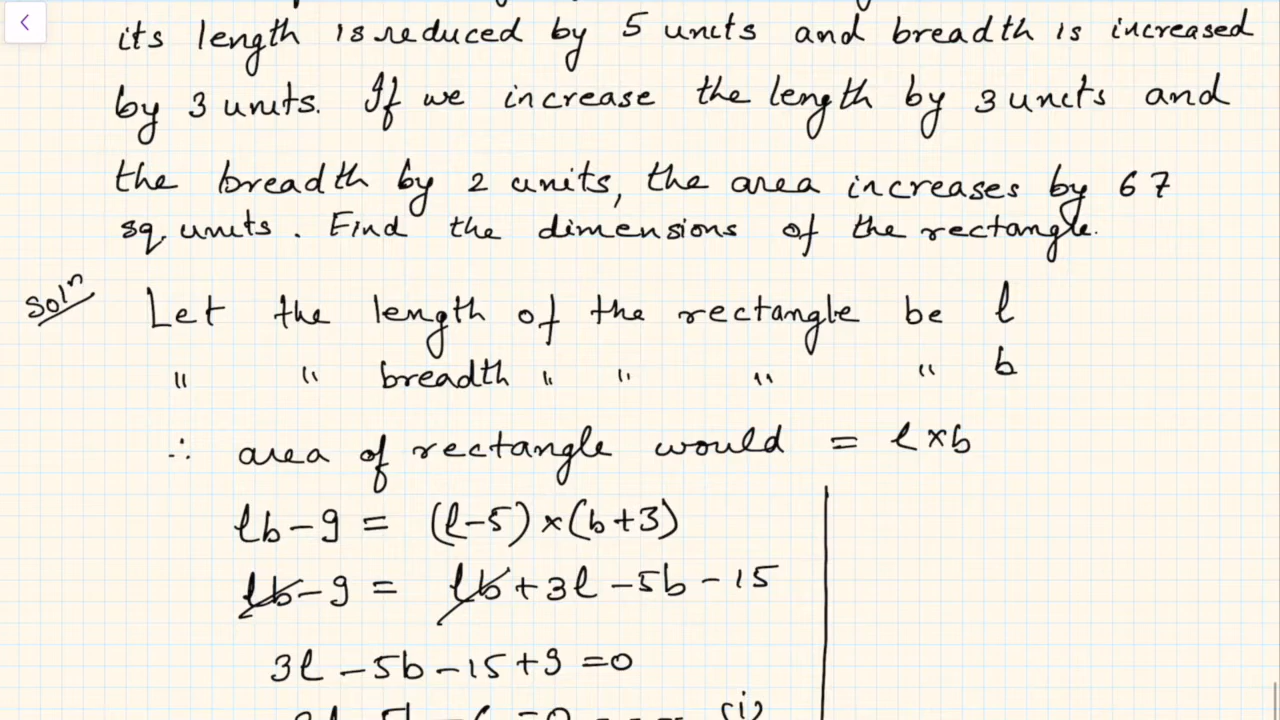 its length is reduced by 5 units and breadth is increased
by 3 units. If we increase the length by 3 units and
the breadth by 2 units, the area increases by 67
sq. units. Find the dimensions of the rectangle.
Soln Let the length of the rectangle be l
" " breadth " " " " b
∴ area of rectangle would = l×b
lb-9 = (l-5)×(b+3)
lb-9 = lb+3l-5b-15
3l-5b-15+9=0